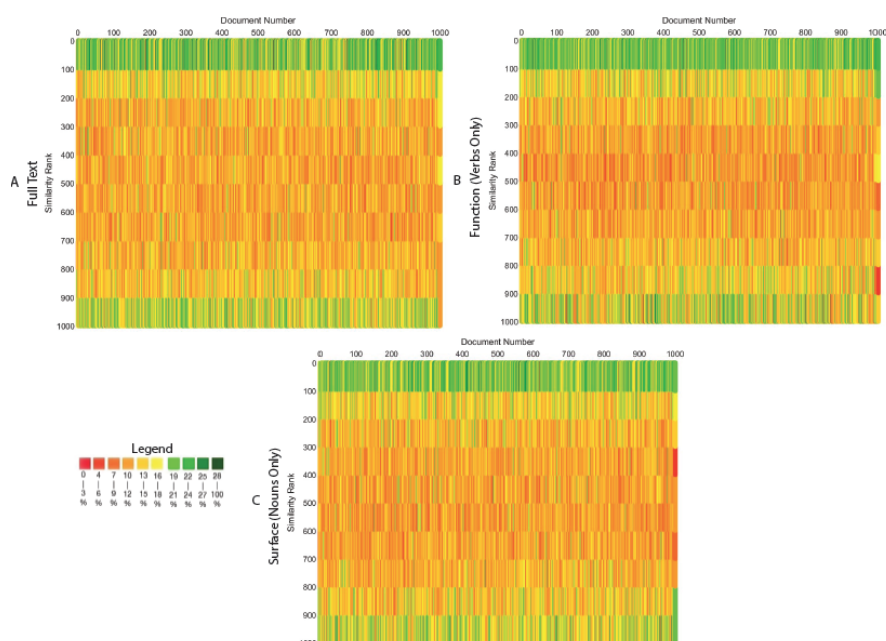 Document Number
0 100 200 300 400 500 600 700 800 900 1000
0
100
200
300
400
500
600
700
800
900
1000
A
Full Text
Similarity Rank
Document Number
0 100 200 300 400 500 600 700 800 900 1000
0
100
200
300
400
500
600
700
800
900
1000
B
Function (Verbs Only)
Similarity Rank
Document Number
0 100 200 300 400 500 600 700 800 900 1000
0
100
200
300
400
500
600
700
800
900
C
Surface (Nouns Only)
Similarity Rank
Legend
0 4 7 10 13 16 19 22 25 28
| | | | | | | | | |
3 6 9 12 15 18 21 24 27 100
% % % % % % % % % %